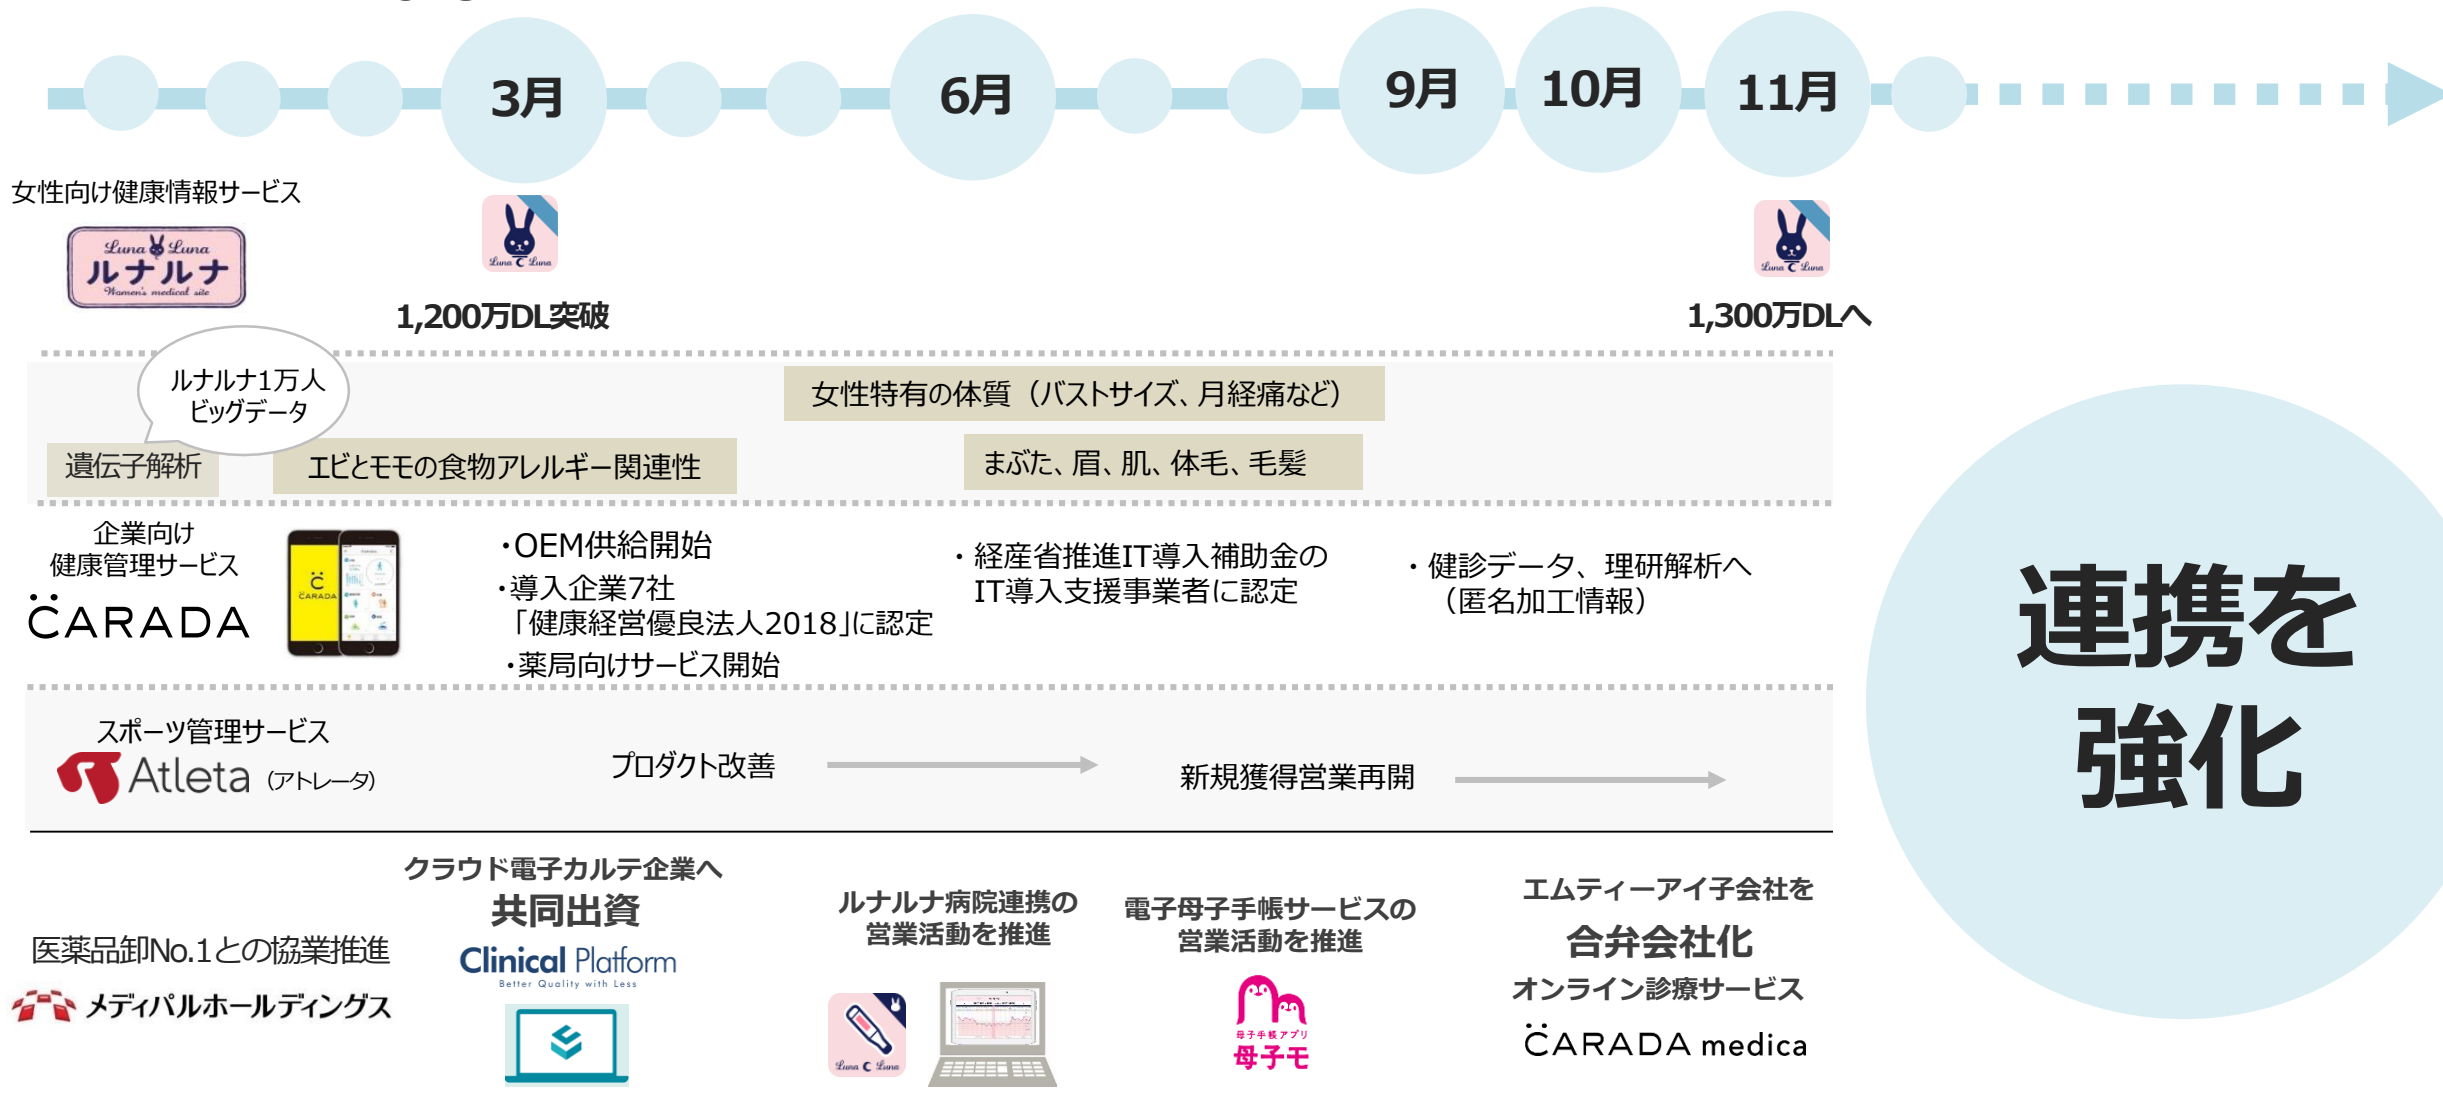 3月
6月
9月
10月
11月
女性向け健康情報サービス
Luna Luna
ルナルナ
Women's medical site
Luna Luna
1,200万DL突破
Luna Luna
1,300万DLへ
ルナルナ1万人
ビッグデータ
遺伝子解析
エビとモモの食物アレルギー関連性
女性特有の体質（バストサイズ、月経痛など）
まぶた、眉、肌、体毛、毛髪
企業向け
健康管理サービス
CARADA
CARADA
・OEM供給開始
・導入企業7社
「健康経営優良法人2018」に認定
・薬局向けサービス開始
・経産省推進IT導入補助金の
IT導入支援事業者に認定
・健診データ、理研解析へ
（匿名加工情報）
スポーツ管理サービス
Atleta（アトレータ）
プロダクト改善
新規獲得営業再開
医薬品卸No.1との協業推進
メディパルホールディングス
クラウド電子カルテ企業へ
共同出資
Clinical Platform
Better Quality with Less
ルナルナ病院連携の
営業活動を推進
Luna Luna
電子母子手帳サービスの
営業活動を推進
母子手帳アプリ
母子モ
エムティーアイ子会社を
合弁会社化
オンライン診療サービス
CARADA medica
連携を
強化